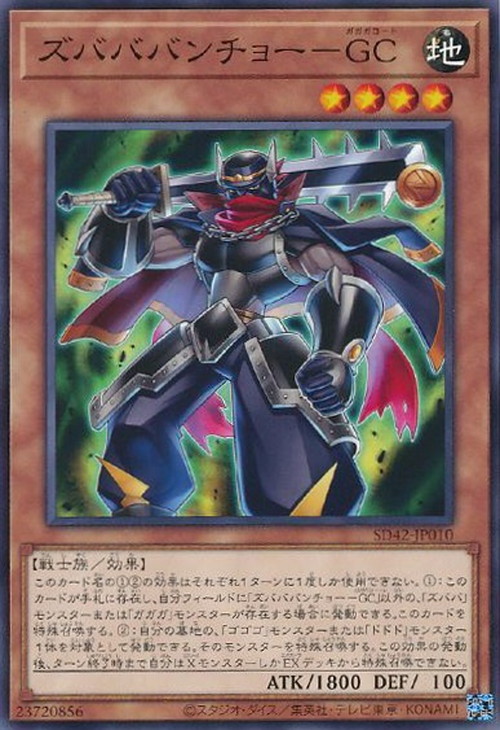 ガガガコート
ズバババンチョー－GC
地
SD42-JP010
【戦士族／効果】
このカード名の①②の効果はそれぞれ1ターンに1度しか使用できない。①：この
カードが手札に存在し、自分フィールドに「ズバババンチョー－GC」以外の、「ズババ」
モンスターまたは「ガガガ」モンスターが存在する場合に発動できる。このカードを
特殊召喚する。②：自分の墓地の、「ゴゴゴ」モンスターまたは「ドドド」モンスター
1体を対象として発動できる。そのモンスターを特殊召喚する。この効果の発動
後、ターン終了時まで自分はXモンスターしかEXデッキから特殊召喚できない。
ATK/1800 DEF/ 100
23720856
©スタジオ・ダイス／集英社・テレビ東京・KONAMI